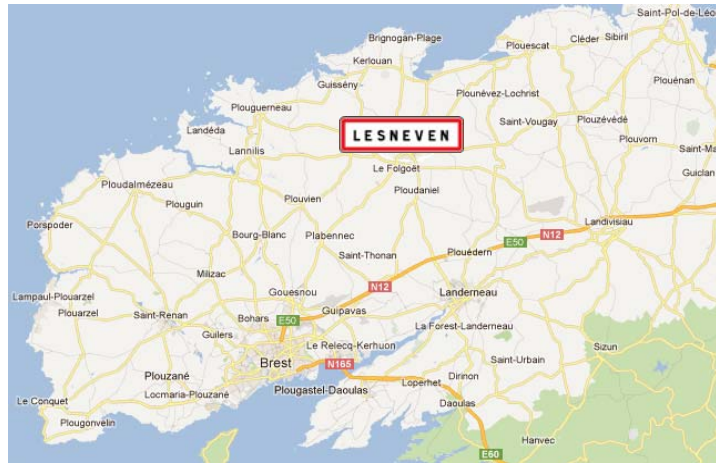 Saint-Pol-de-Léo
Brignogan-Plage
Cléder
Sibiril
Plouescat
Kerlouan
Guissény
Plouénan
Plounévez-Lochrist
Plouguerneau
Landéda
Saint-Vougay
Plouzévédé
LESNEVEN
Plouvorn
Lannilis
Saint-Ma
Le Folgoët
Guiclan
Ploudalmézeau
Ploudaniel
Plouvien
Plouguin
Porspoder
Landivisiau
Bourg-Blanc
Plabennec
E50
N12
Saint-Thonan
Plouédern
Milizac
N12
Gouesnou
Landerneau
Lampaul-Plouarzel
Plouarzel
Saint-Renan
Bohars
E50
Guipavas
La Forest-Landerneau
Guilers
Le Relecq-Kerhuon
Sizun
Brest
N165
Saint-Urbain
Plouzané
Dirinon
Loperhet
Plougastel-Daoulas
Locmaria-Plouzané
Le Conquet
Daoulas
Plougonvelin
Hanvec
E60